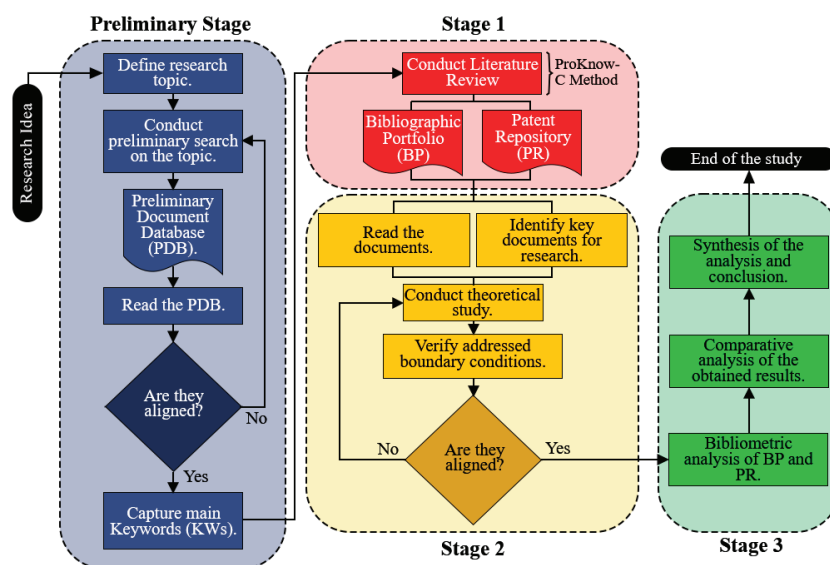 Preliminary Stage
Research Idea
Define research
topic.
Conduct
preliminary search
on the topic.
Preliminary
Document
Database
(PDB).
Read the PDB.
Are they
aligned?
No
Yes
Capture main
Keywords (KWs).
Stage 1
Conduct Literature
Review
ProKnow-
C Method
Bibliographic
Portfolio
(BP)
Patent
Repository
(PR)
Read the
documents.
Identify key
documents for
research.
Conduct theoretical
study.
Verify addressed
boundary conditions.
Are they
aligned?
No
Yes
Stage 2
End of the study
Synthesis of the
analysis and
conclusion.
Comparative
analysis of the
obtained results.
Bibliometric
analysis of BP and
PR.
Stage 3